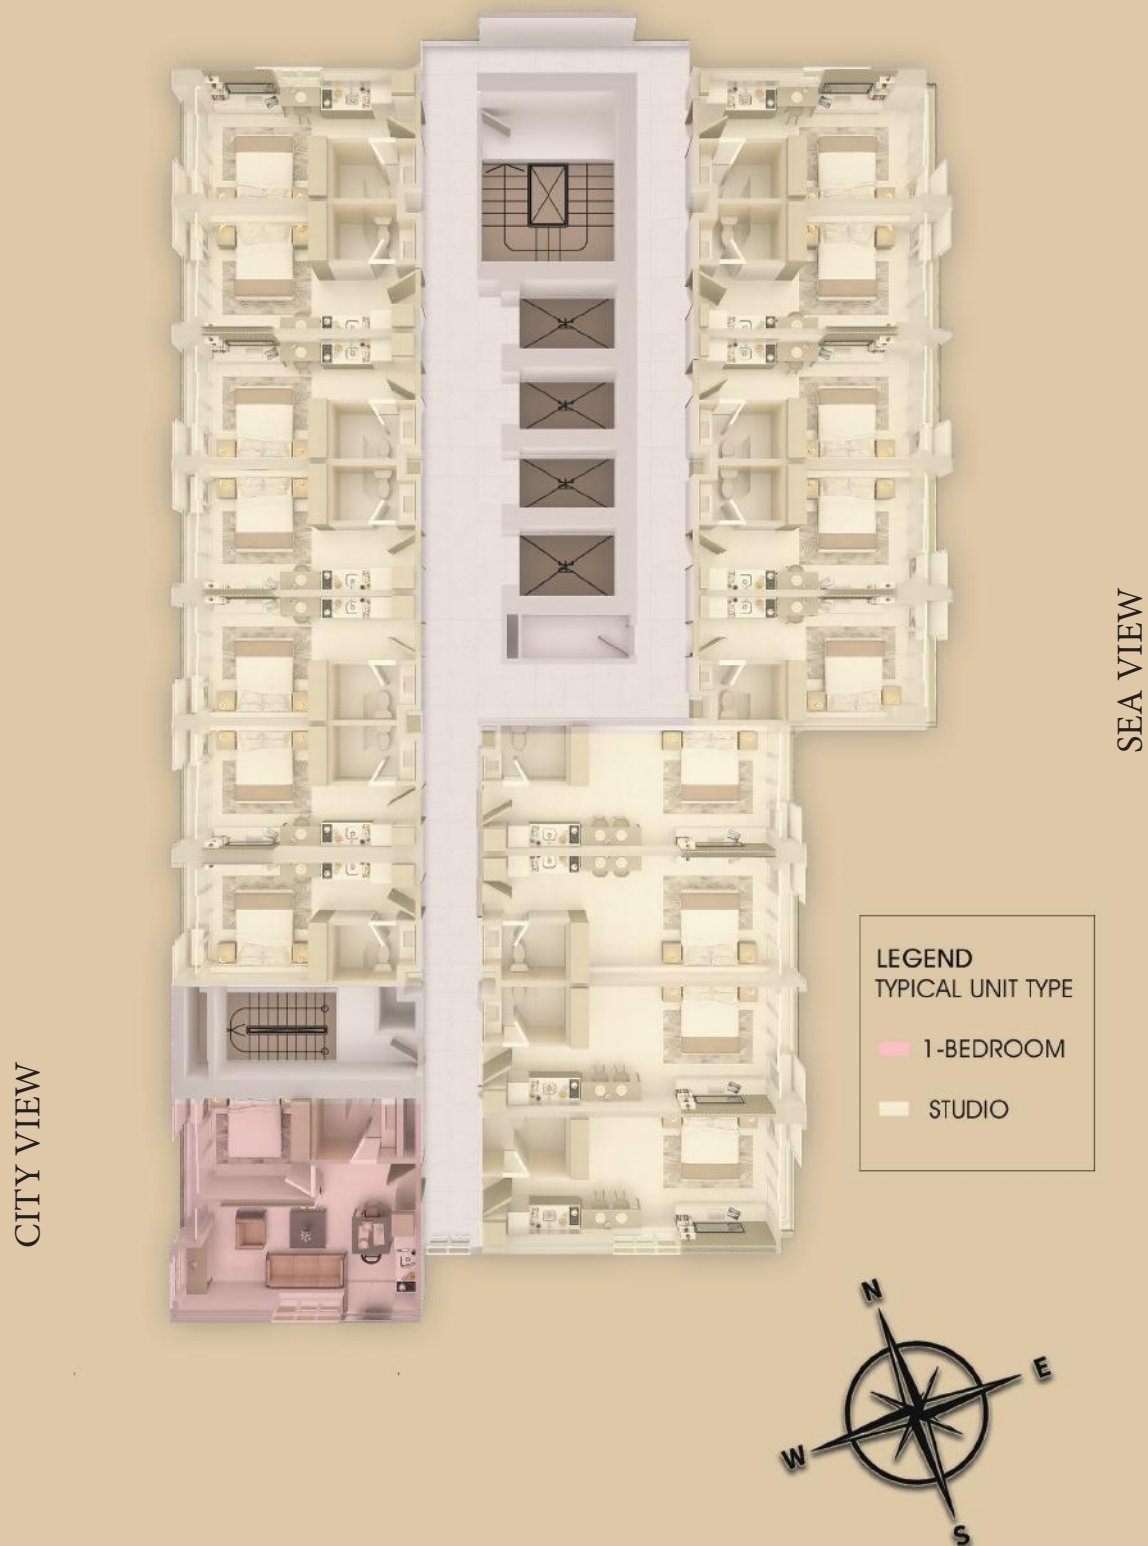 SEA VIEW
LEGEND
TYPICAL UNIT TYPE
1-BEDROOM
STUDIO
CITY VIEW
N
E
W
S